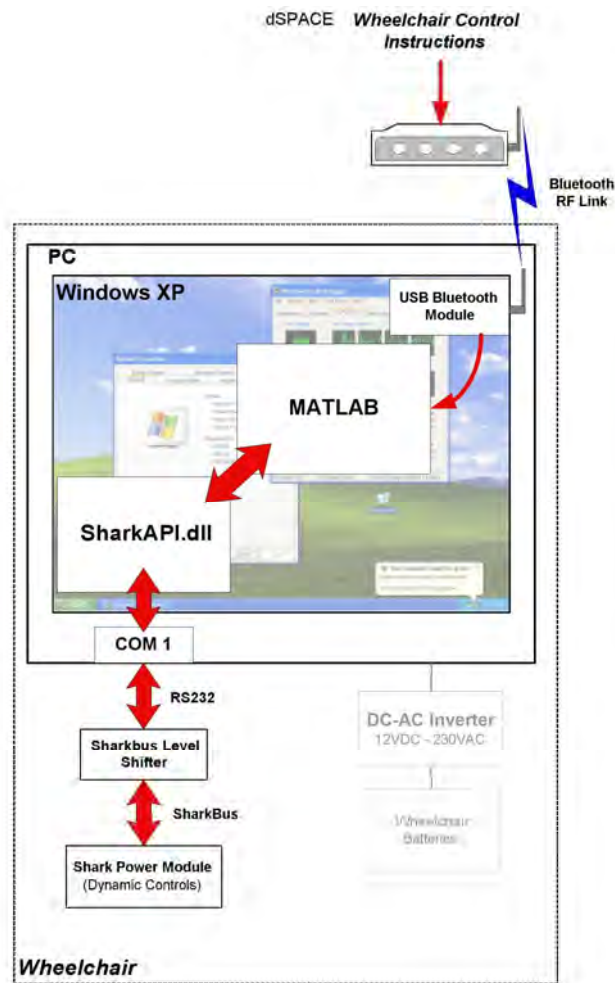 dSPACE Wheelchair Control
Instructions
Bluetooth
RF Link
PC
Windows XP
USB Bluetooth
Module
MATLAB
SharkAPI.dll
COM 1
RS232
Sharkbus Level
Shifter
SharkBus
Shark Power Module
(Dynamic Controls)
DC-AC Inverter
12VDC - 230VAC
Wheelchair
Batteries
Wheelchair